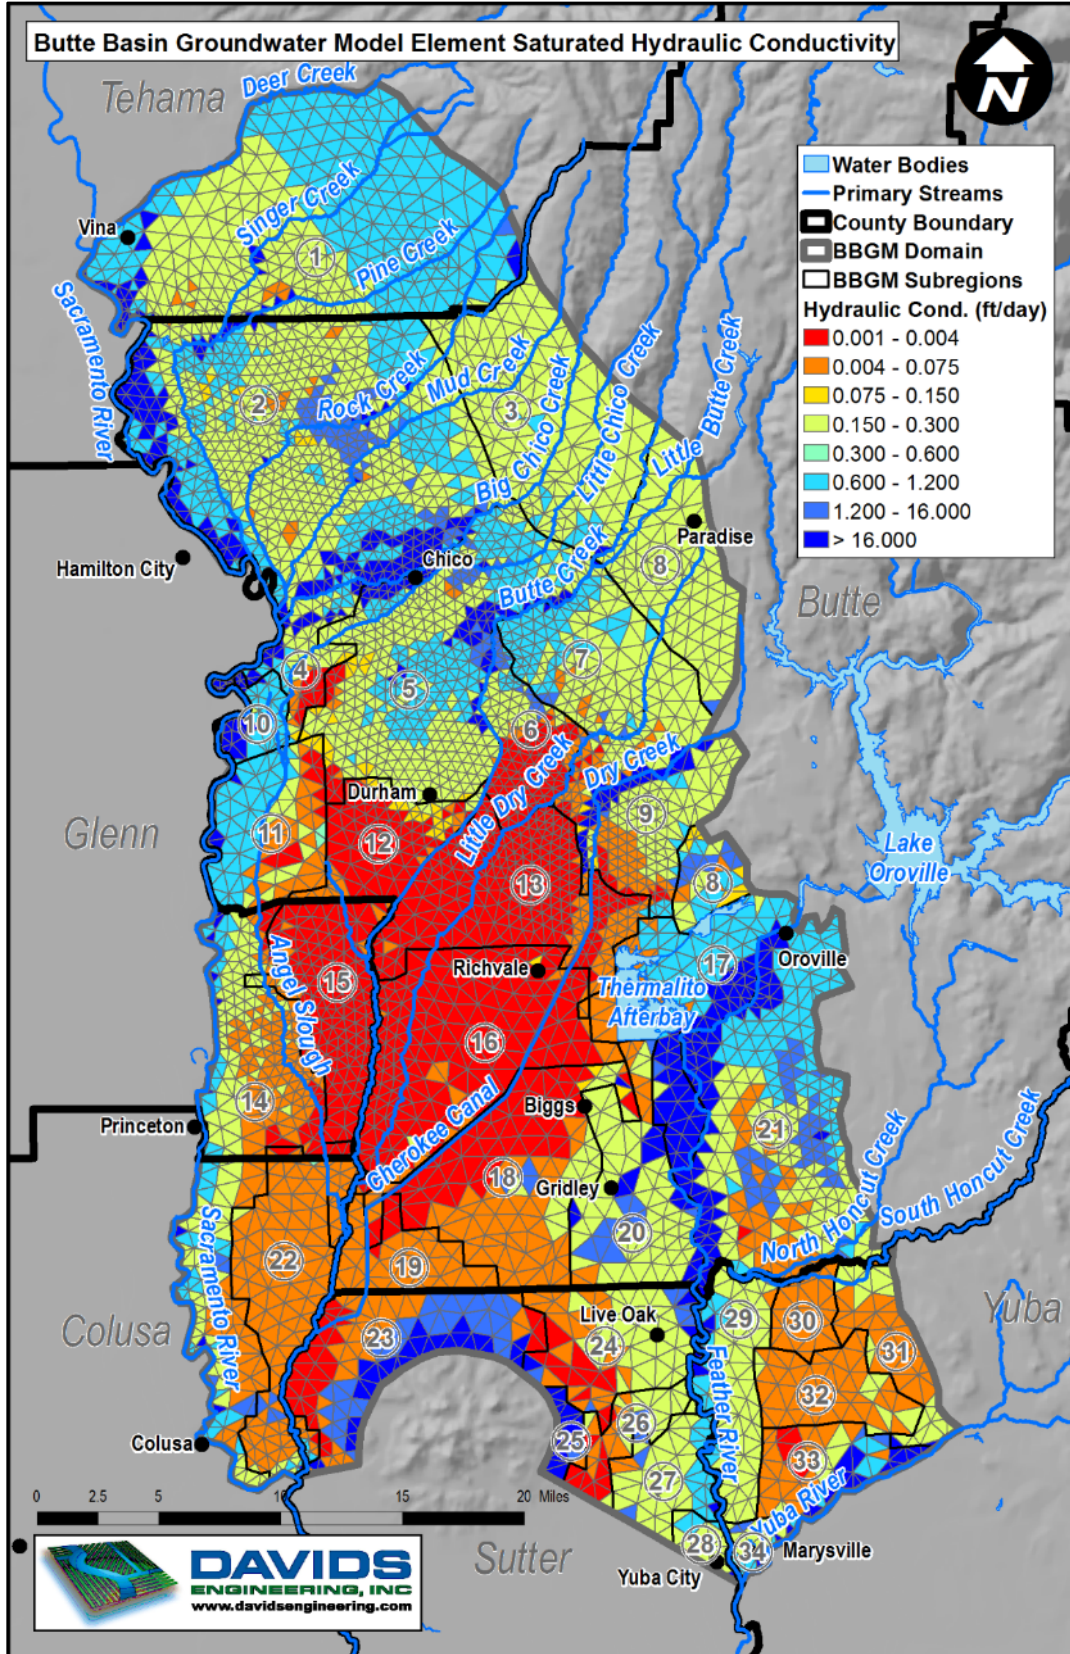 Butte Basin Groundwater Model Element Saturated Hydraulic Conductivity
Tehama
Deer Creek
N
Water Bodies
Primary Streams
County Boundary
BBGM Domain
BBGM Subregions
Hydraulic Cond. (ft/day)
0.001 - 0.004
0.004 - 0.075
0.075 - 0.150
0.150 - 0.300
0.300 - 0.600
0.600 - 1.200
1.200 - 16.000
> 16.000
Vina
Singer Creek
1
Pine Creek
Sacramento River
2
Rock Creek
Mud Creek
3
Big Chico Creek
Little Chico Creek
Little Butte Creek
Paradise
Hamilton City
Chico
Butte Creek
8
Butte
4
5
7
10
6
Durham
Little Dry Creek
Dry Creek
Glenn
11
12
9
13
8
Lake
Oroville
Angel Slough
15
Richvale
17
Oroville
Thermalito
Afterbay
16
14
Princeton
Cherokee Canal
Biggs
21
18
Gridley
North Honcut Creek
South Honcut Creek
Sacramento River
22
19
20
Colusa
23
Live Oak
24
29
30
31
Yuba
Feather River
32
Colusa
25
26
27
33
Yuba River
28
34
Marysville
Yuba City
Sutter
0 2.5 5 10 15 20 Miles
DAVIDS
ENGINEERING, INC
www.davidsengineering.com